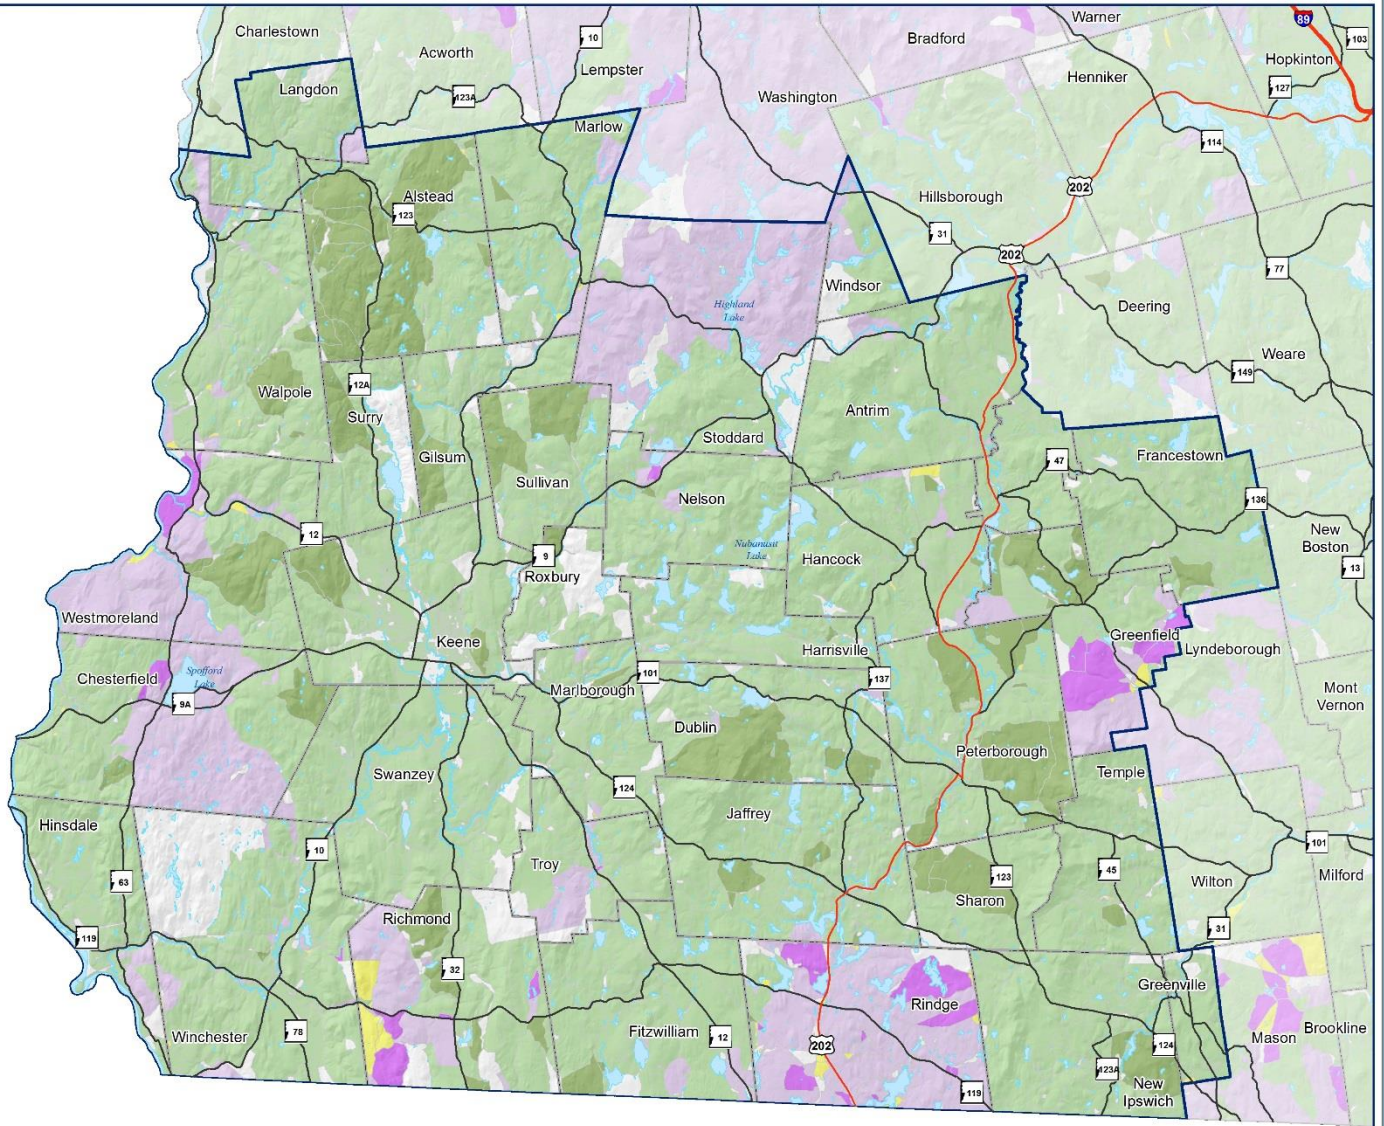 Charlestown
Acworth
10
Lempster
Warner
Bradford
89
103
Hopkinton
Henniker
127
Langdon
123A
Washington
Marlow
114
Alstead
123
Hillsborough
202
31
202
77
Windsor
Highland
Lake
Deering
Weare
149
Walpole
12A
Surry
Antrim
Gilsum
Stoddard
47
Francestown
Sullivan
Nelson
136
12
New
Boston
13
9
Roxbury
Nubanusit
Lake
Hancock
Westmoreland
Keene
Harrisville
Greenfield
Lyndeborough
Chesterfield
Spofford
Lake
9A
Marlborough
101
137
Mont
Vernon
Dublin
Peterborough
Swanzey
Temple
124
Jaffrey
Hinsdale
10
Troy
101
63
123
45
Wilton
Milford
Sharon
Richmond
31
119
32
Greenville
Rindge
Winchester
78
Fitzwilliam
12
202
124
Mason
Brookline
123A
119
New
Ipswich